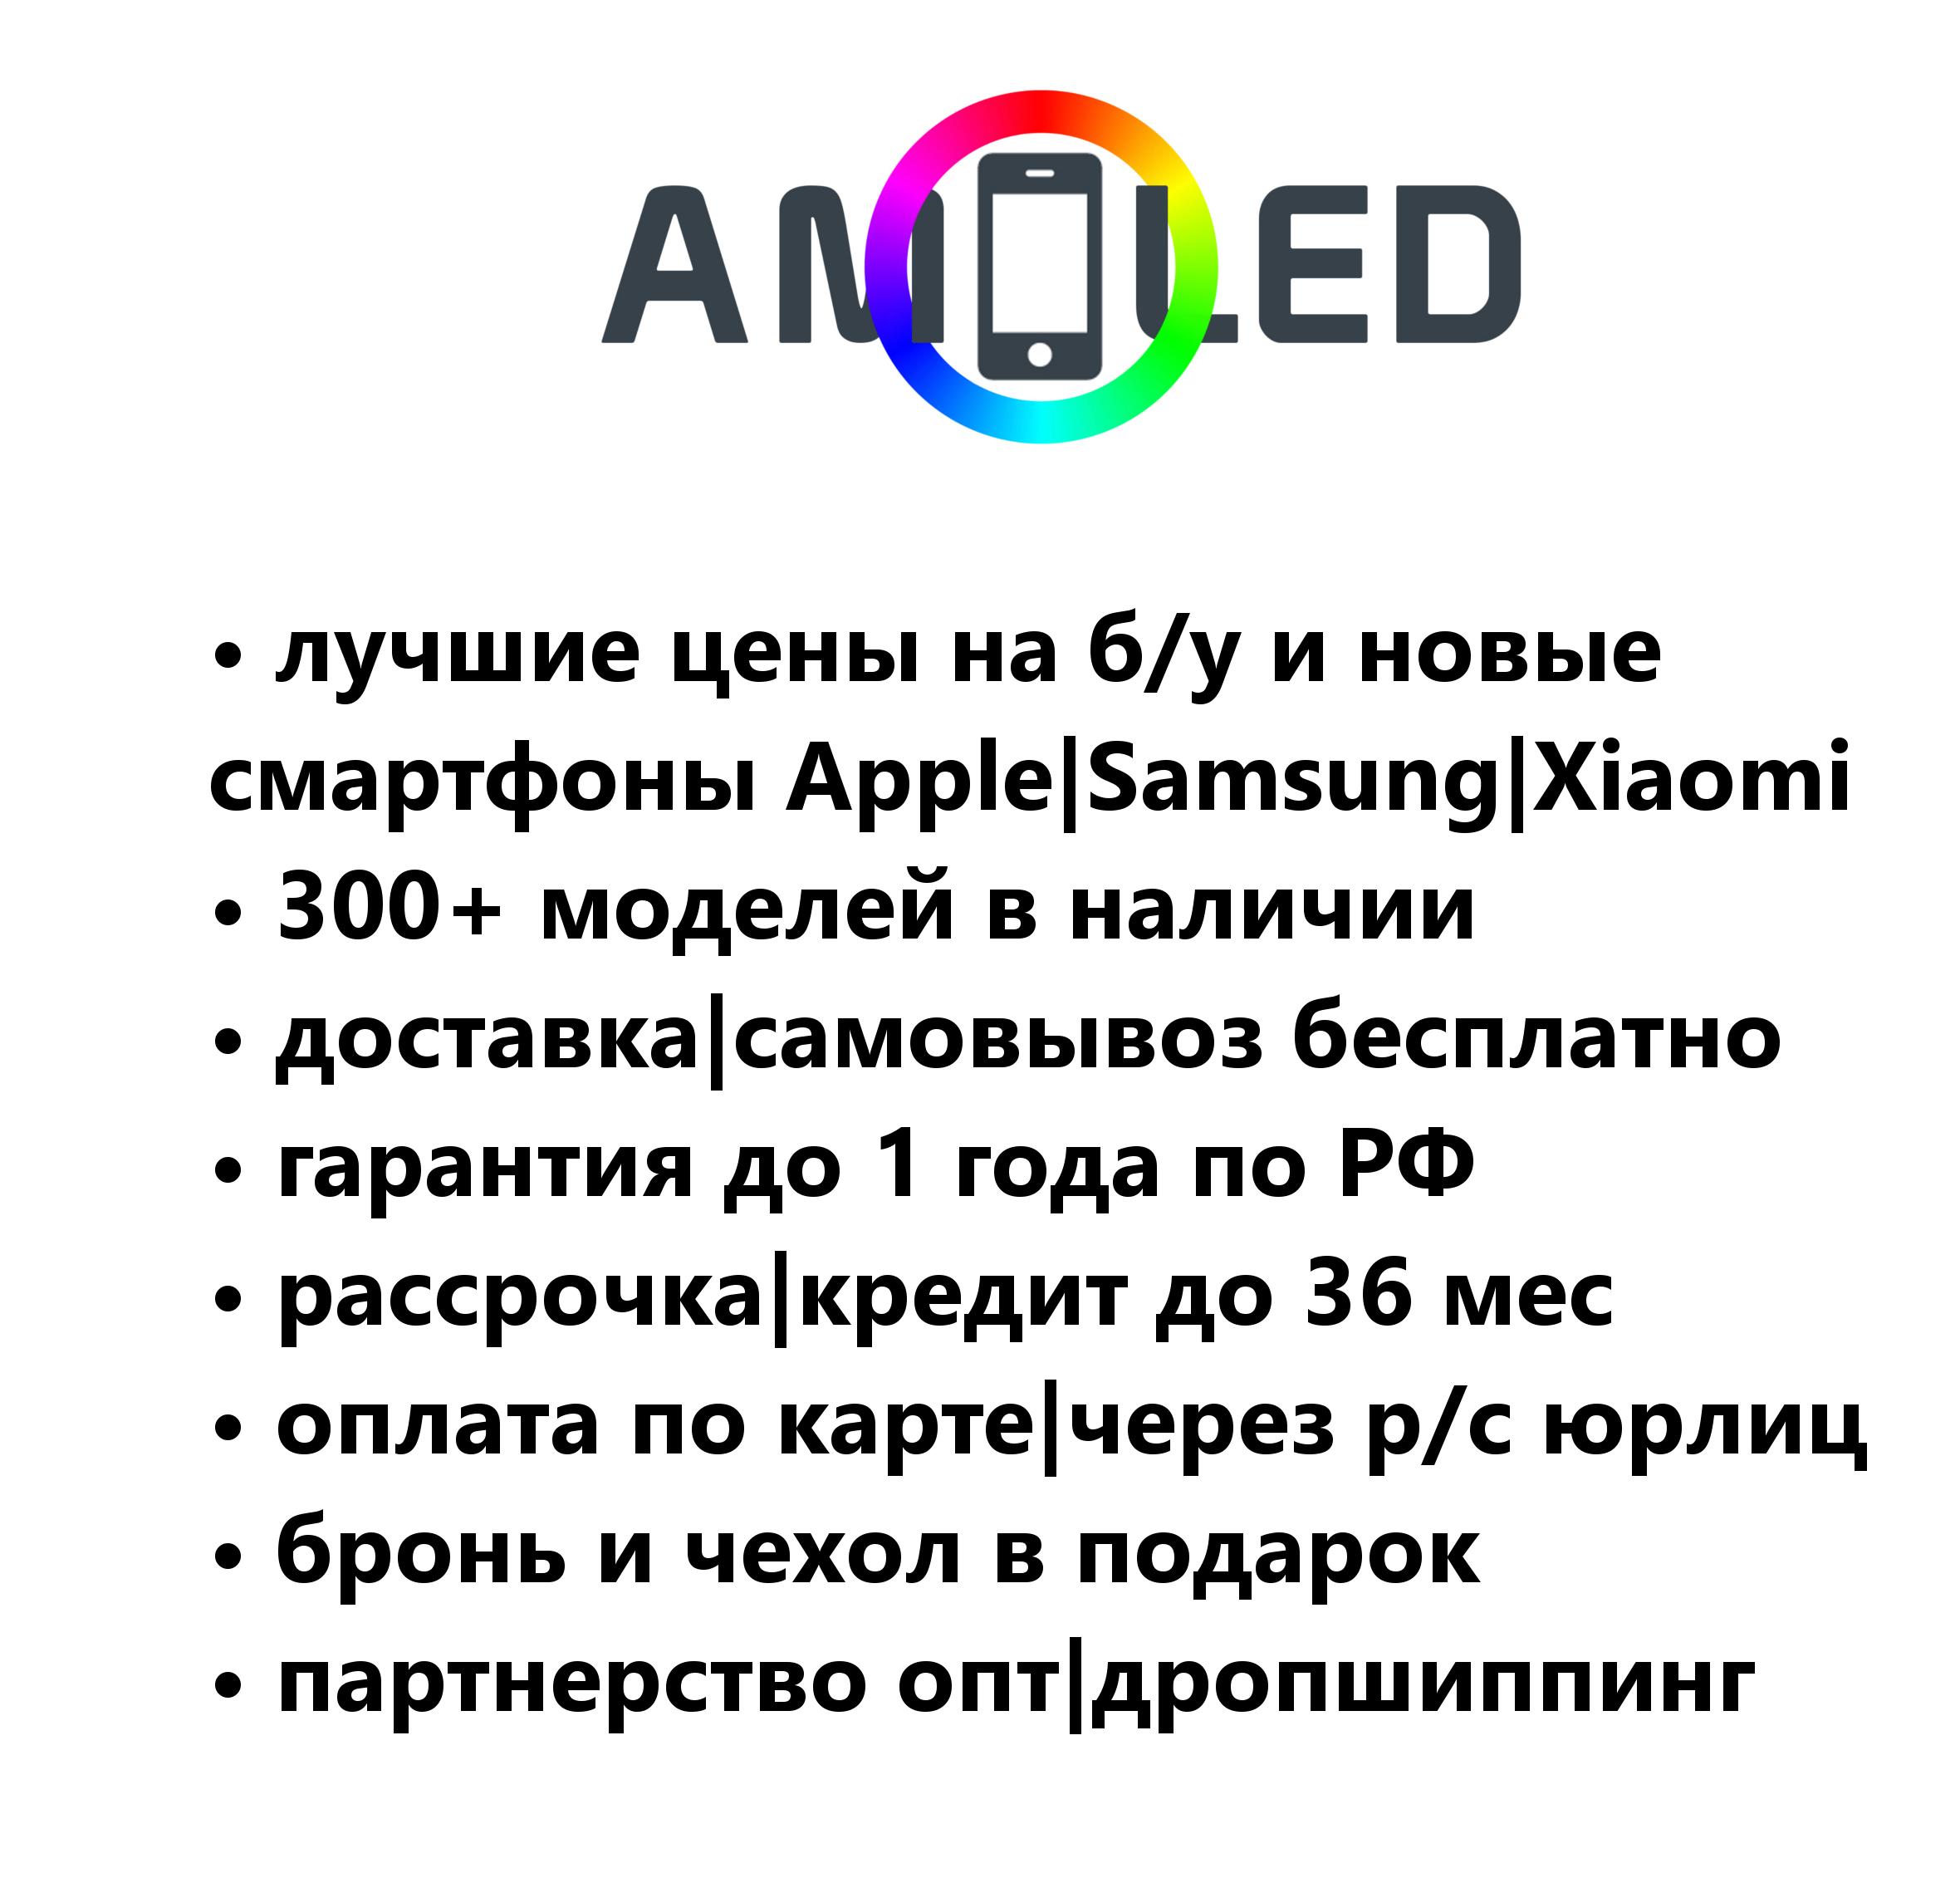 AMOLED
• лучшие цены на б/у и новые
смартфоны Apple|Samsung|Xiaomi
• 300+ моделей в наличии
• доставка|самовывоз бесплатно
• гарантия до 1 года по РФ
• рассрочка|кредит до 36 мес
• оплата по карте|через р/с юрлиц
• бронь и чехол в подарок
• партнерство опт|дропшиппинг